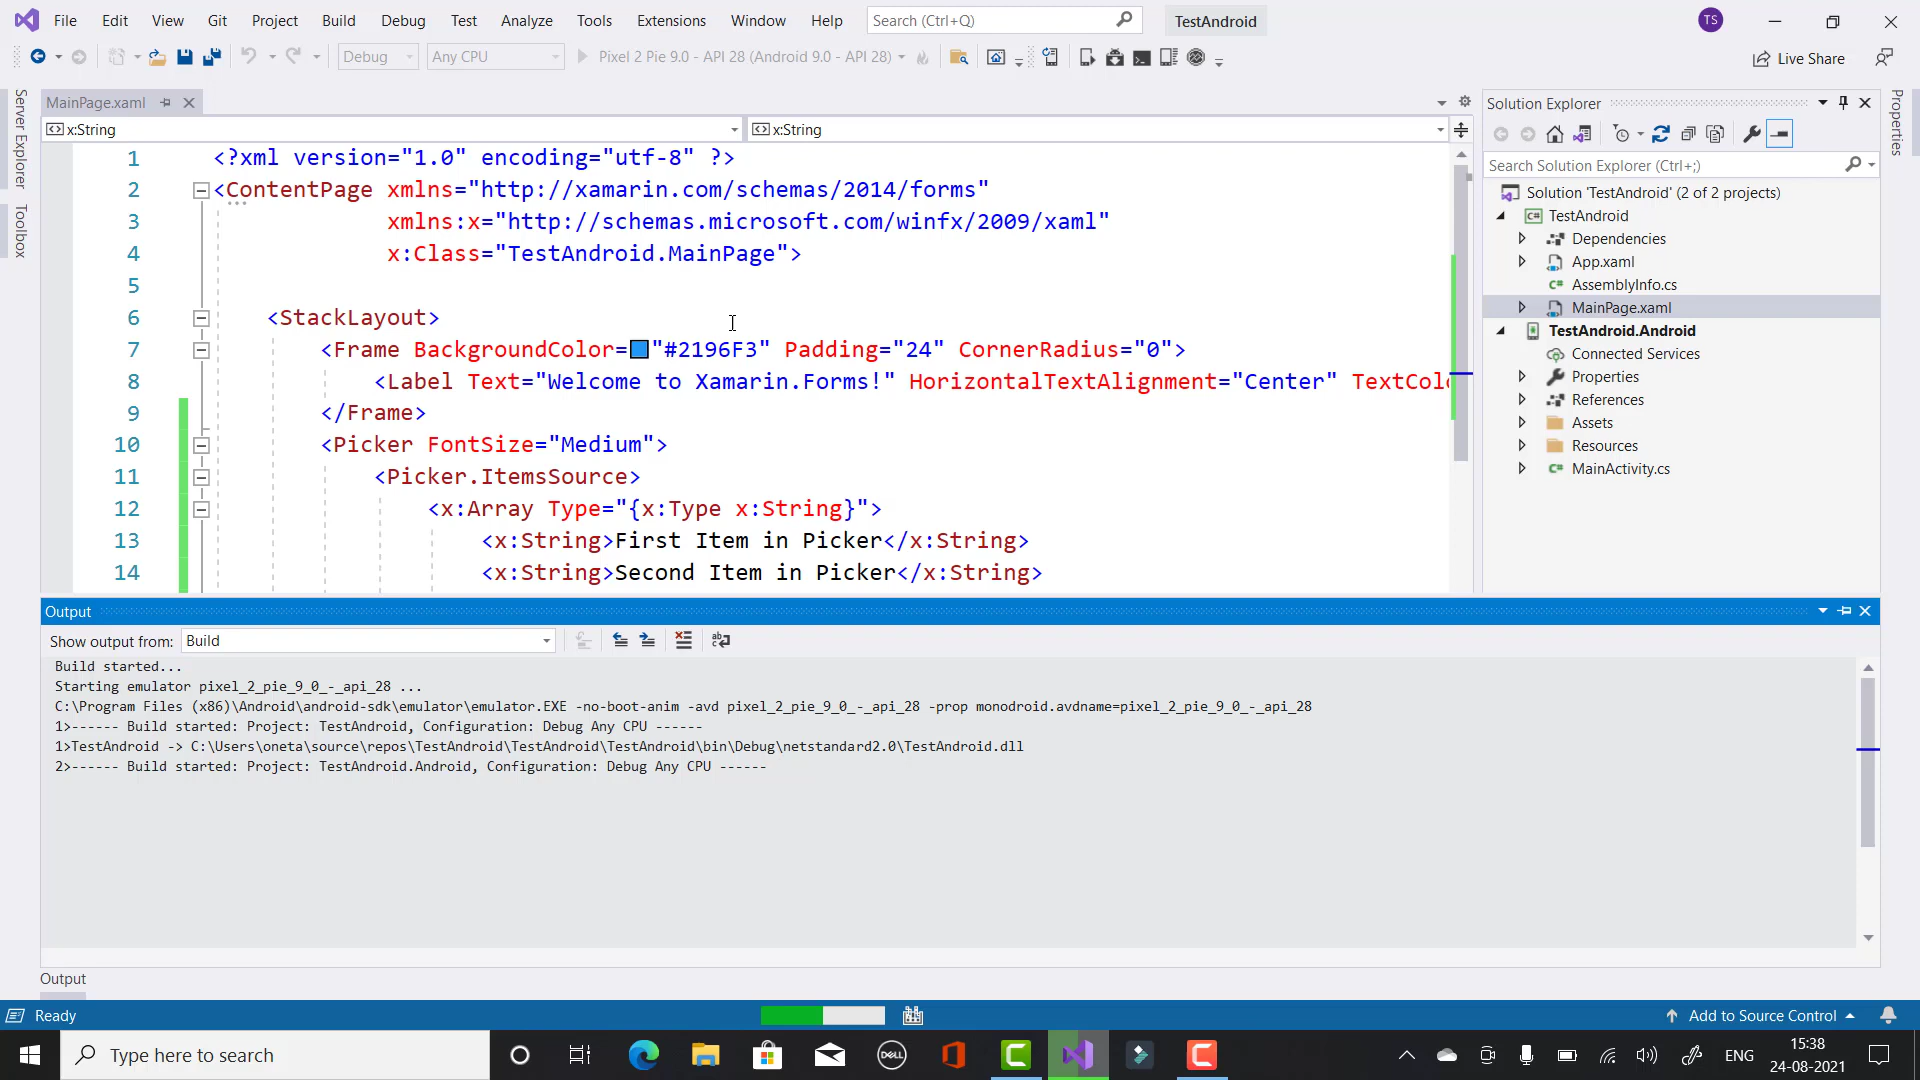 File Edit View Git Project Build Debug Test Analyze Tools Extensions Window Help Search (Ctrl+Q) TestAndroid TS
Debug Any CPU Pixel 2 Pie 9.0 - API 28 (Android 9.0 - API 28) Live Share
Server Explorer
Toolbox
Properties
MainPage.xaml
x:String x:String
1 <?xml version="1.0" encoding="utf-8" ?>
2 <ContentPage xmlns="http://xamarin.com/schemas/2014/forms"
3 xmlns:x="http://schemas.microsoft.com/winfx/2009/xaml"
4 x:Class="TestAndroid.MainPage">
5
6 <StackLayout>
7 <Frame BackgroundColor="#2196F3" Padding="24" CornerRadius="0">
8 <Label Text="Welcome to Xamarin.Forms!" HorizontalTextAlignment="Center" TextColo
9 </Frame>
10 <Picker FontSize="Medium">
11 <Picker.ItemsSource>
12 <x:Array Type="{x:Type x:String}">
13 <x:String>First Item in Picker</x:String>
14 <x:String>Second Item in Picker</x:String>
Solution Explorer
Search Solution Explorer (Ctrl+;)
Solution 'TestAndroid' (2 of 2 projects)
TestAndroid
Dependencies
App.xaml
AssemblyInfo.cs
MainPage.xaml
TestAndroid.Android
Connected Services
Properties
References
Assets
Resources
MainActivity.cs
Output
Show output from: Build
Build started...
Starting emulator pixel_2_pie_9_0_-_api_28 ...
C:\Program Files (x86)\Android\android-sdk\emulator\emulator.EXE -no-boot-anim -avd pixel_2_pie_9_0_-_api_28 -prop monodroid.avdname=pixel_2_pie_9_0_-_api_28
1>------ Build started: Project: TestAndroid, Configuration: Debug Any CPU ------
1>TestAndroid -> C:\Users\oneta\source\repos\TestAndroid\TestAndroid\TestAndroid\bin\Debug\netstandard2.0\TestAndroid.dll
2>------ Build started: Project: TestAndroid.Android, Configuration: Debug Any CPU ------
Output
Ready Add to Source Control
Type here to search DELL ENG 15:38
24-08-2021